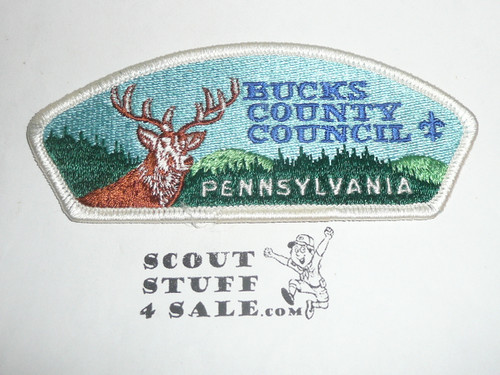 BUCKS
COUNTY
COUNCIL
PENNSYLVANIA
SCOUT
STUFF
4 SALE.COM